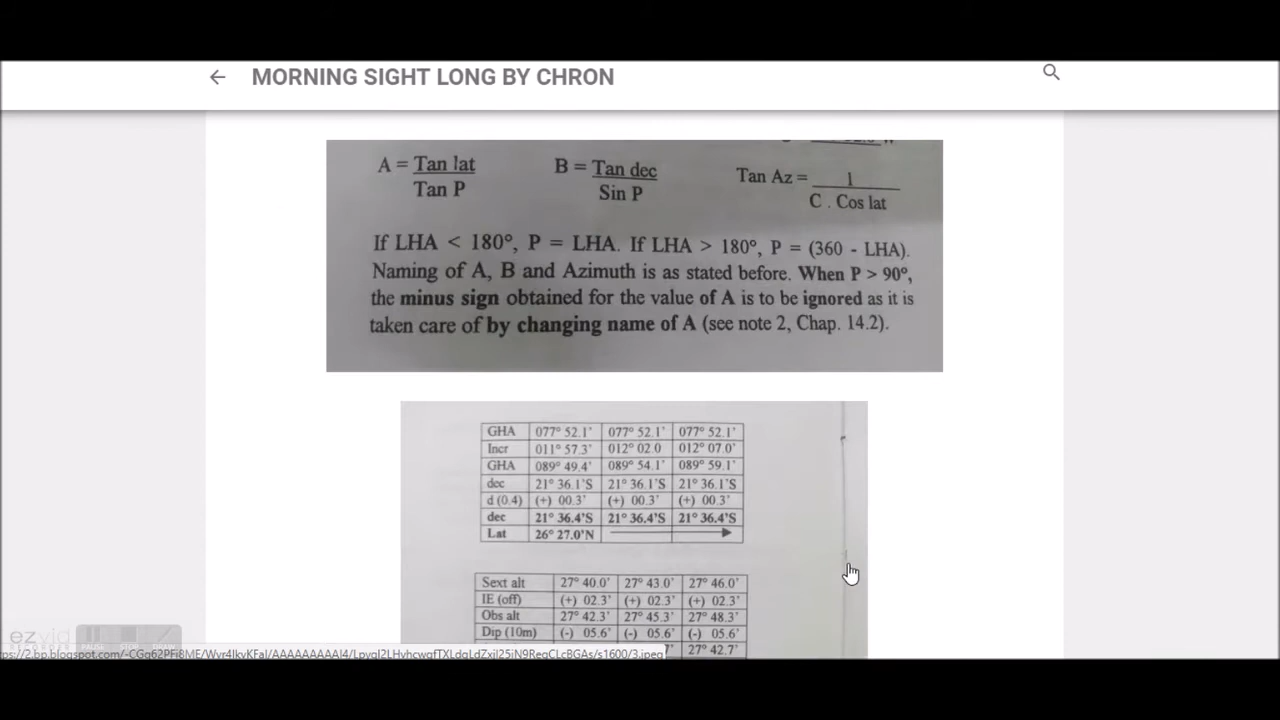 MORNING SIGHT LONG BY CHRON
A = Tan lat B = Tan dec Tan Az = 1
Tan P Sin P C . Cos lat
If LHA < 180°, P = LHA. If LHA > 180°, P = (360 - LHA).
Naming of A, B and Azimuth is as stated before. When P > 90°,
the minus sign obtained for the value of A is to be ignored as it is
taken care of by changing name of A (see note 2, Chap. 14.2).
GHA 077° 52.1' 077° 52.1' 077° 52.1'
Incr 011° 57.3' 012° 02.0 012° 07.0'
GHA 089° 49.4' 089° 54.1' 089° 59.1'
dec 21° 36.1'S 21° 36.1'S 21° 36.1'S
d (0.4) (+) 00.3' (+) 00.3' (+) 00.3'
dec 21° 36.4'S 21° 36.4'S 21° 36.4'S
Lat 26° 27.0'N
Sext alt 27° 40.0' 27° 43.0' 27° 46.0'
IE (off) (+) 02.3' (+) 02.3' (+) 02.3'
Obs alt 27° 42.3' 27° 45.3' 27° 48.3'
Dip (10m) (-) 05.6' (-) 05.6' (-) 05.6'
7' 27° 42.7'
ezvid